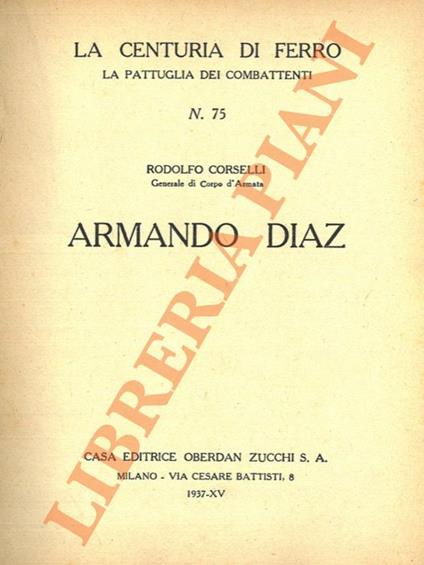 LA CENTURIA DI FERRO
LA PATTUGLIA DEI COMBATTENTI
N. 75
RODOLFO CORSELLI
Generale di Corpo d'Armata
ARMANDO DIAZ
CASA EDITRICE OBERDAN ZUCCHI S. A.
MILANO - VIA CESARE BATTISTI, 8
1937-XV
LIBRERIA PIANI